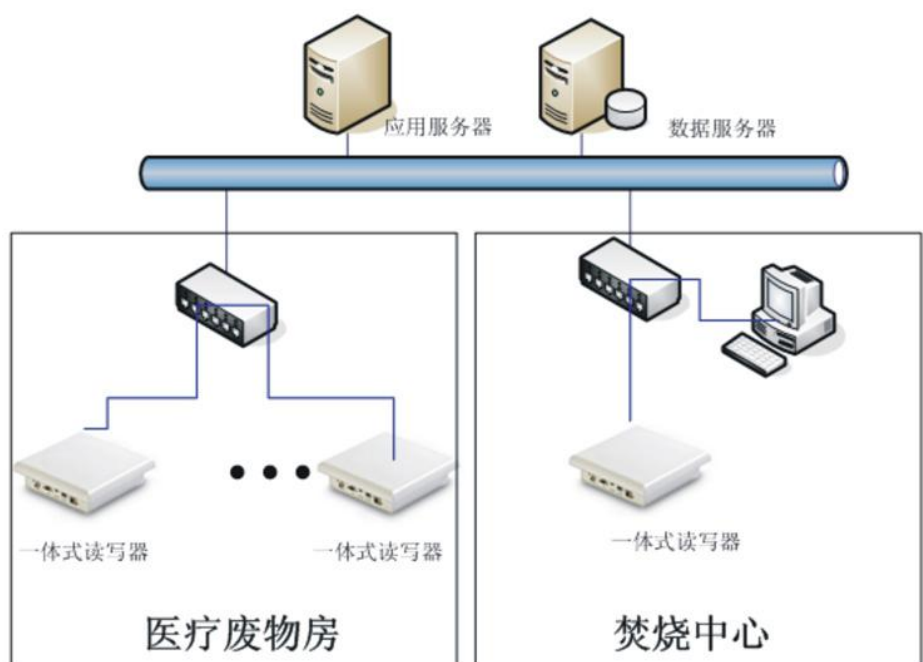 应用服务器
数据服务器
一体式读写器
一体式读写器
一体式读写器
医疗废物房
焚烧中心